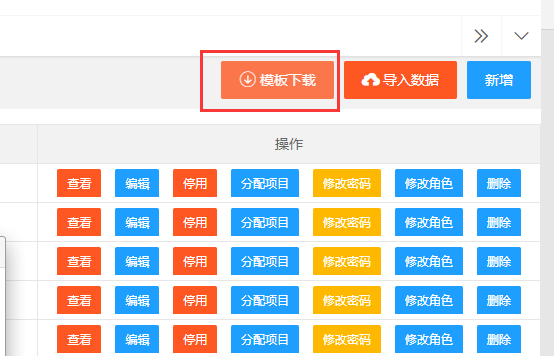 模板下载 导入数据 新增
操作
查看 编辑 停用 分配项目 修改密码 修改角色 删除
查看 编辑 停用 分配项目 修改密码 修改角色 删除
查看 编辑 停用 分配项目 修改密码 修改角色 删除
查看 编辑 停用 分配项目 修改密码 修改角色 删除
查看 编辑 停用 分配项目 修改密码 修改角色 删除